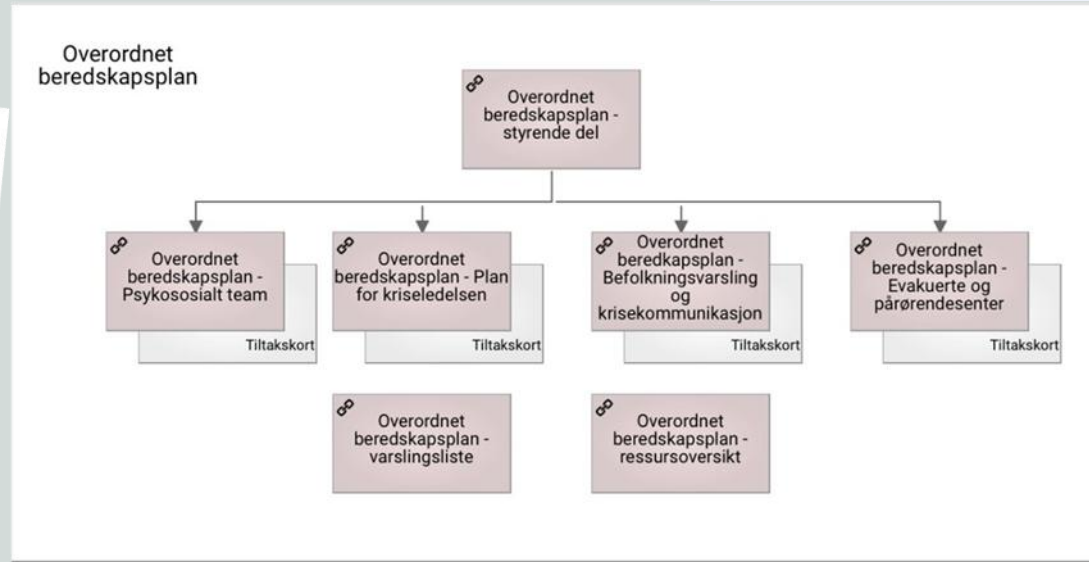 Overordnet
beredskapsplan
Overordnet
beredskapsplan -
styrende del
Overordnet
beredskapsplan -
Psykososialt team
Tiltakskort
Overordnet
beredskapsplan - Plan
for kriseledelsen
Tiltakskort
Overordnet
beredkapsplan -
Befolkningsvarsling
og
krisekommunikasjon
Tiltakskort
Overordnet
beredskapsplan -
Evakuerte og
pårørendesenter
Tiltakskort
Overordnet
beredskapsplan -
varslingsliste
Overordnet
beredskapsplan -
ressursoversikt